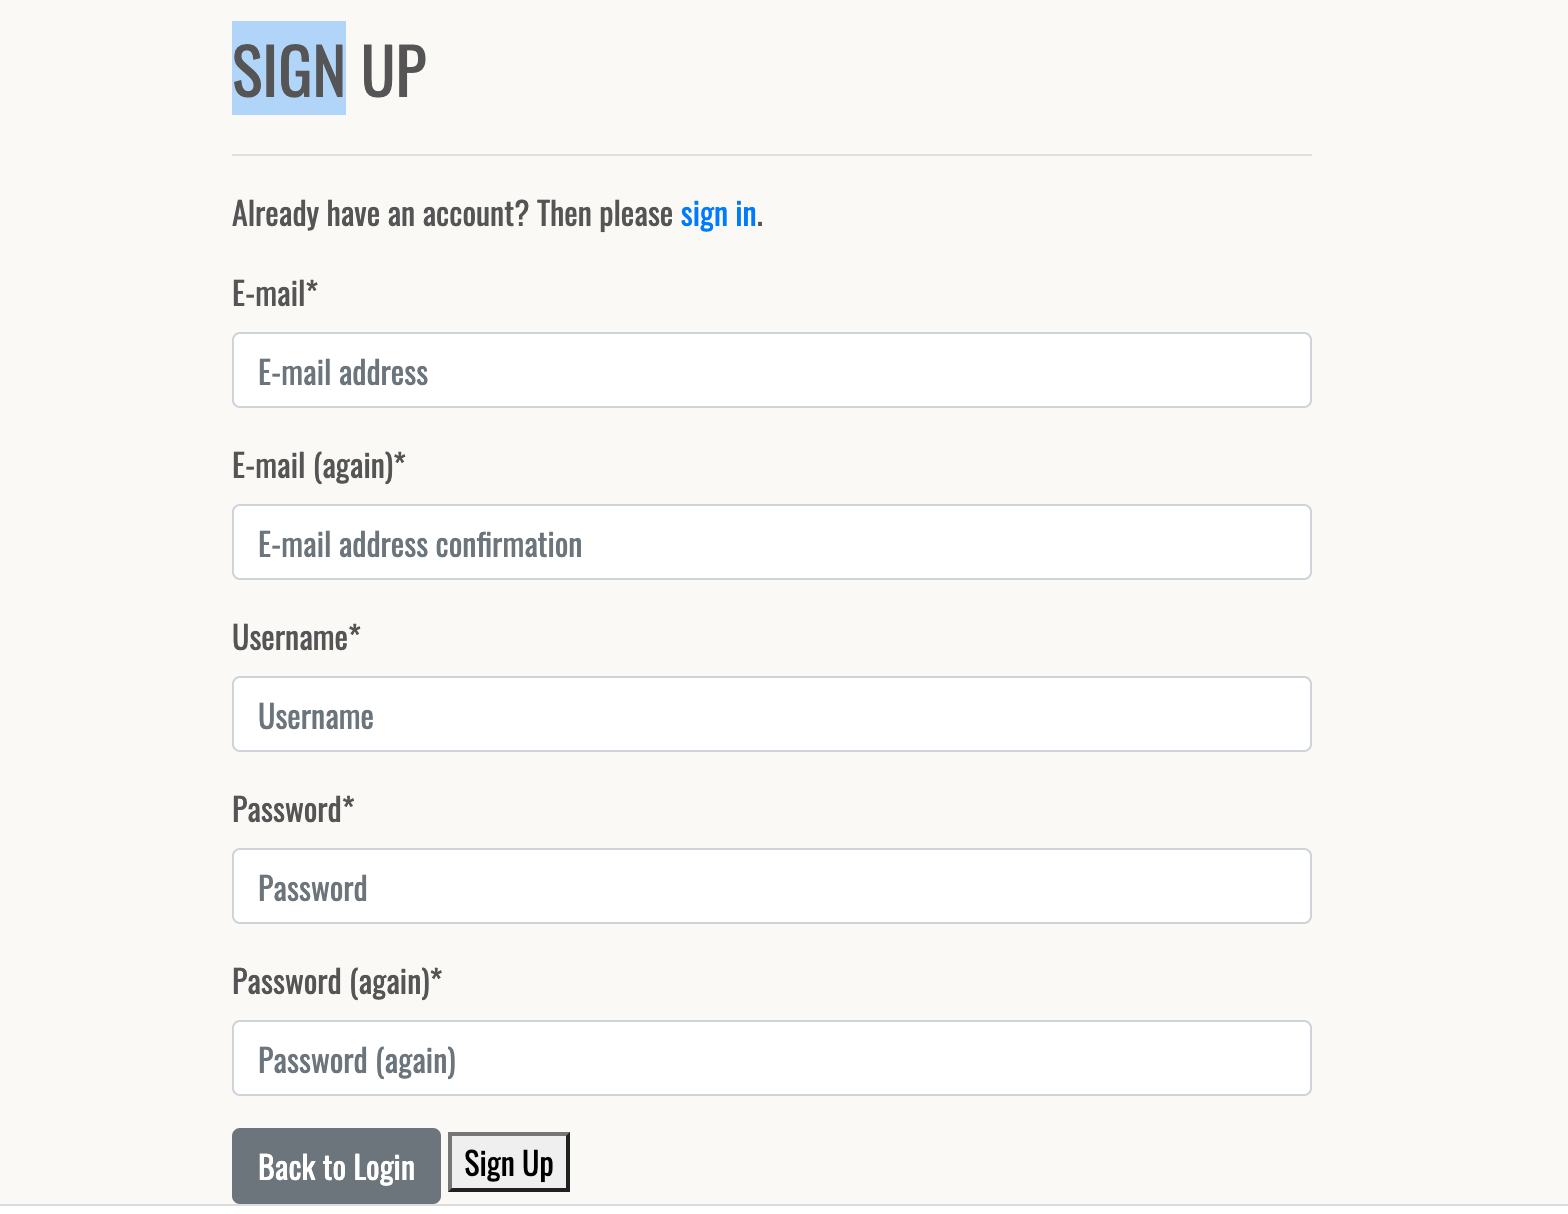 SIGN UP
Already have an account? Then please sign in.
E-mail*
E-mail address
E-mail (again)*
E-mail address confirmation
Username*
Username
Password*
Password
Password (again)*
Password (again)
Back to Login Sign Up